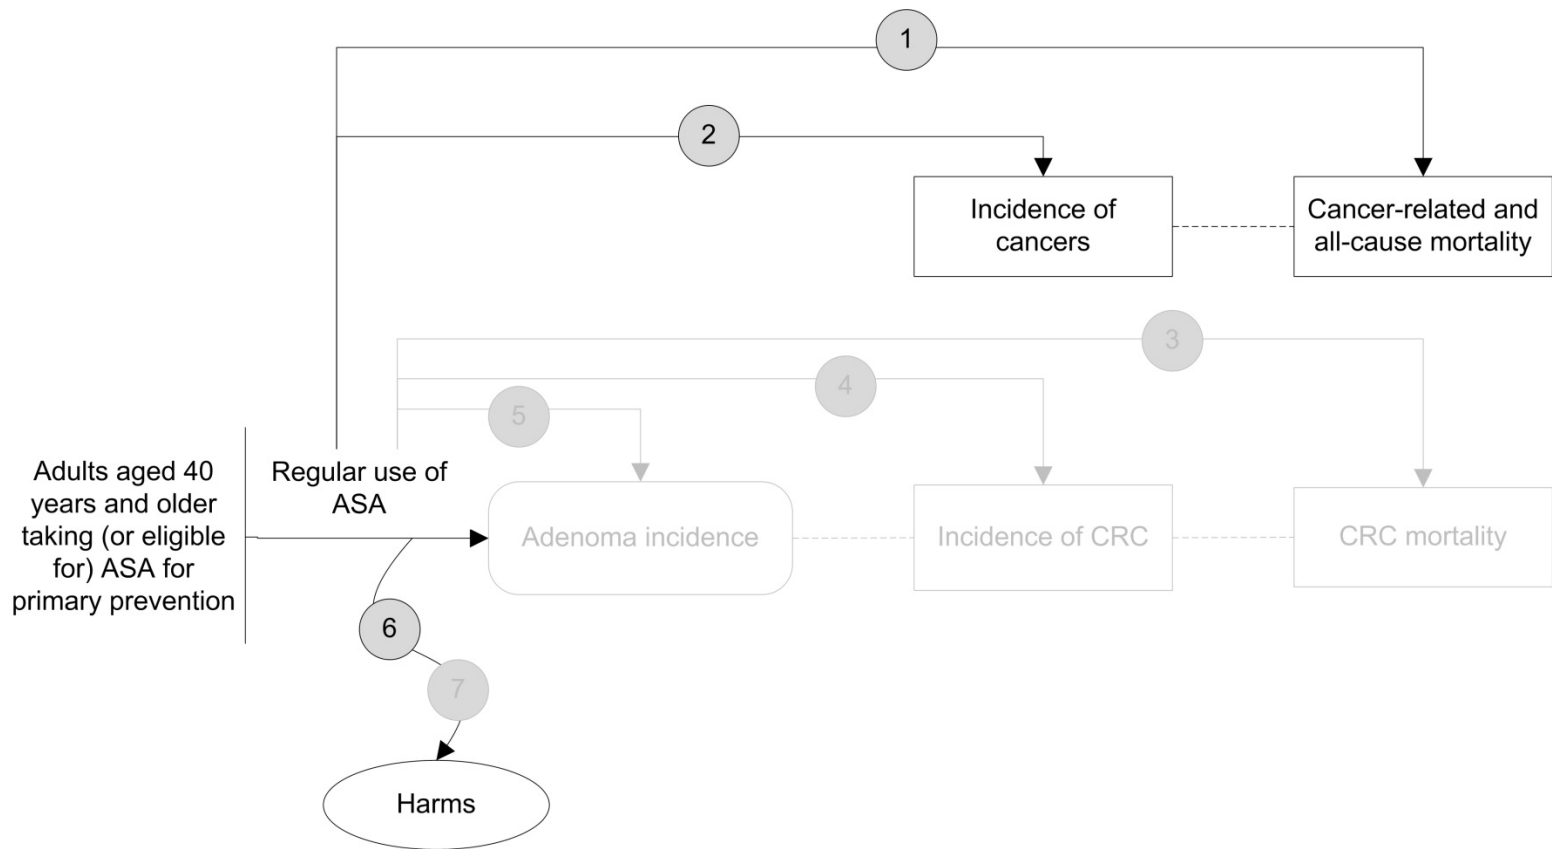 1
2
Incidence of
cancers
Cancer-related and
all-cause mortality
3
4
5
Adults aged 40
years and older
taking (or eligible
for) ASA for
primary prevention
Regular use of
ASA
Adenoma incidence
Incidence of CRC
CRC mortality
6
7
Harms